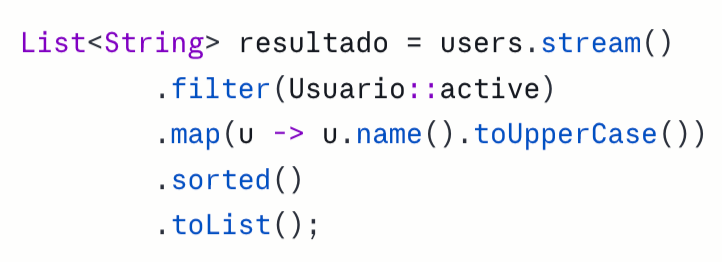 List<String> resultado = users.stream()
        .filter(Usuario::active)
        .map(u -> u.name().toUpperCase())
        .sorted()
        .toList();